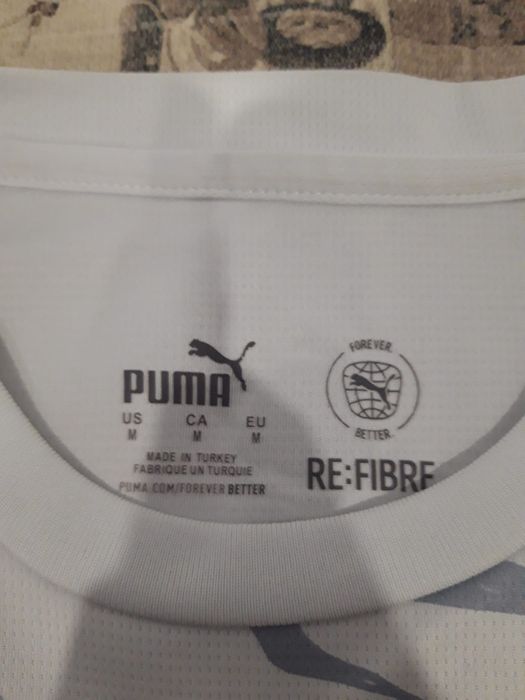 PUMA
US CA EU
M M M
MADE IN TURKEY
FABRIQUE UN TURQUIE
PUMA.COM/FOREVER BETTER
FOREVER.
BETTER.
RE:FIBRE